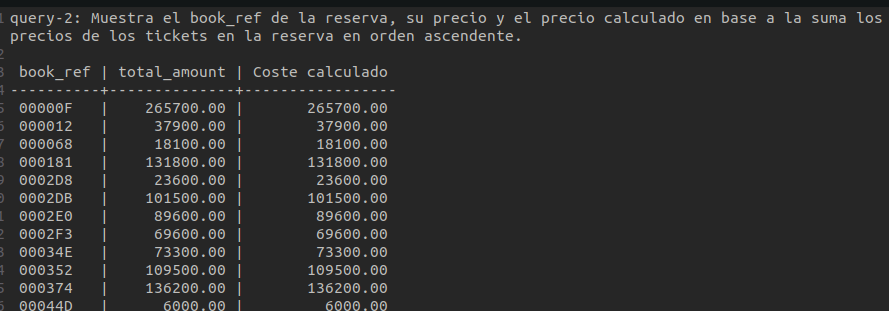 query-2: Muestra el book_ref de la reserva, su precio y el precio calculado en base a la suma los
precios de los tickets en la reserva en orden ascendente.
book_ref | total_amount | Coste calculado
----------+--------------+-----------------
00000F   |    265700.00 |       265700.00
000012   |     37900.00 |        37900.00
000068   |     18100.00 |        18100.00
000181   |    131800.00 |       131800.00
0002D8   |     23600.00 |        23600.00
0002DB   |    101500.00 |       101500.00
0002E0   |     89600.00 |        89600.00
0002F3   |     69600.00 |        69600.00
00034E   |     73300.00 |        73300.00
000352   |    109500.00 |       109500.00
000374   |    136200.00 |       136200.00
00044D   |      6000.00 |         6000.00